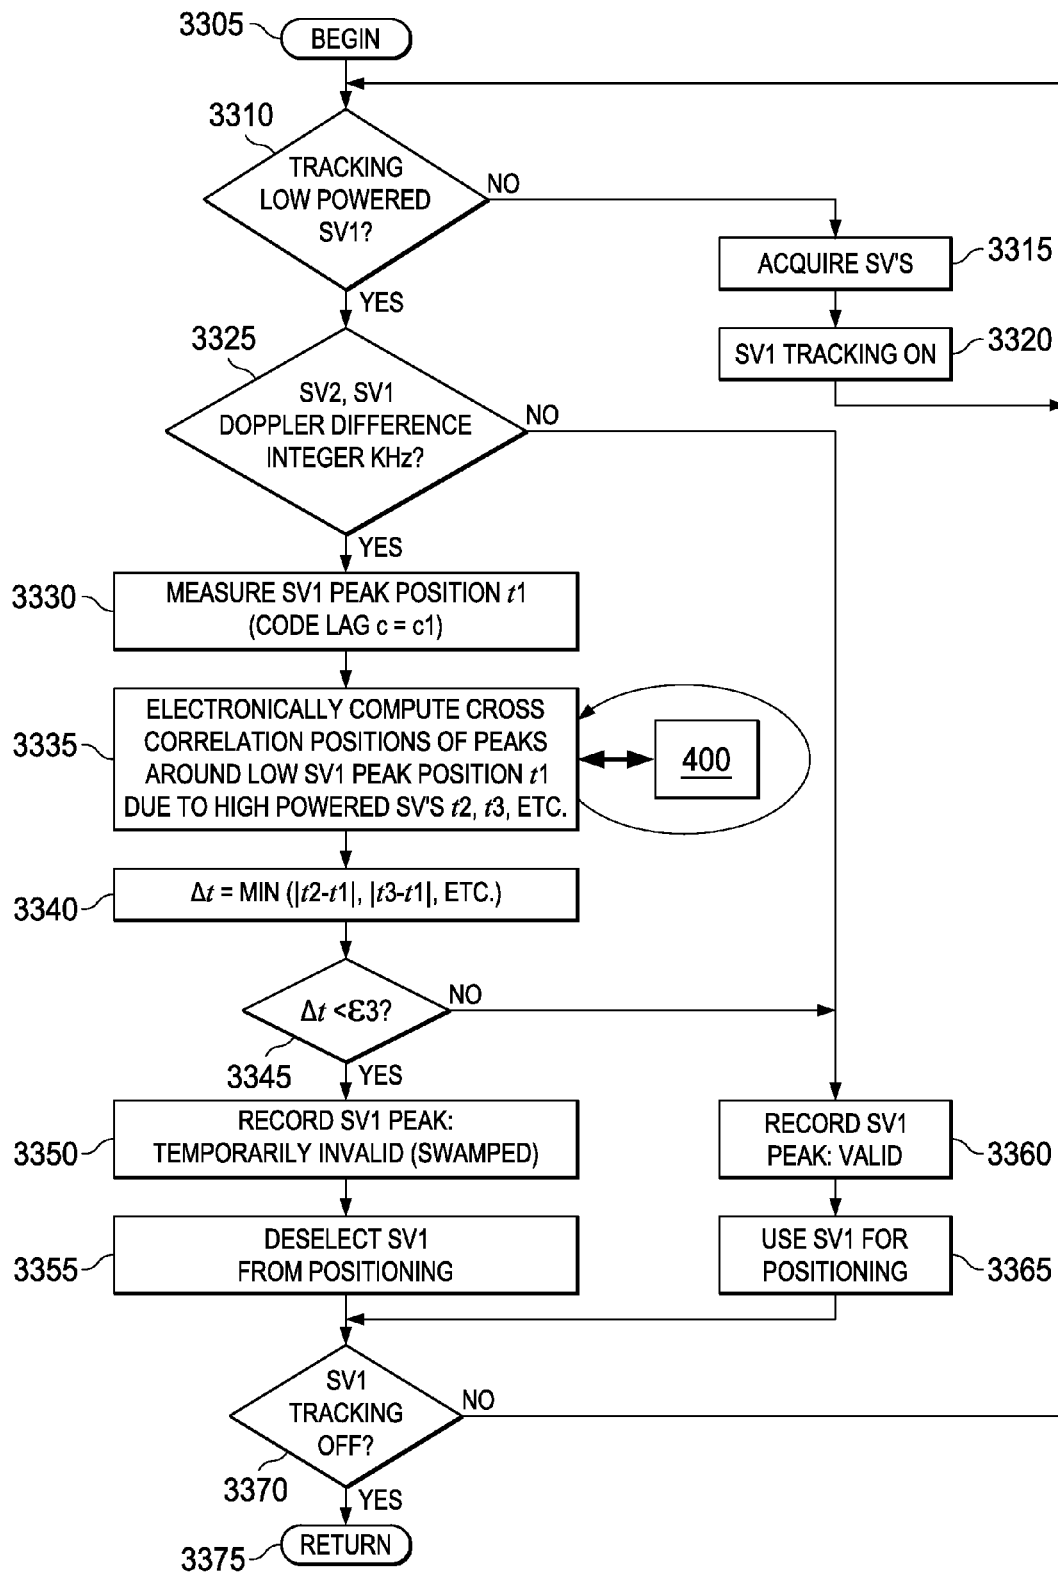 3305
BEGIN
3310
TRACKING
LOW POWERED
SV1?
NO
YES
ACQUIRE SV'S
3315
SV1 TRACKING ON
3320
3325
SV2, SV1
DOPPLER DIFFERENCE
INTEGER KHz?
NO
YES
3330
MEASURE SV1 PEAK POSITION t1
(CODE LAG c = c1)
3335
ELECTRONICALLY COMPUTE CROSS
CORRELATION POSITIONS OF PEAKS
AROUND LOW SV1 PEAK POSITION t1
DUE TO HIGH POWERED SV'S t2, t3, ETC.
400
3340
Δt = MIN (|t2-t1|, |t3-t1|, ETC.)
Δt <ε3?
NO
3345
YES
3350
RECORD SV1 PEAK:
TEMPORARILY INVALID (SWAMPED)
RECORD SV1
PEAK: VALID
3360
3355
DESELECT SV1
FROM POSITIONING
USE SV1 FOR
POSITIONING
3365
SV1
TRACKING
OFF?
NO
3370
YES
3375
RETURN